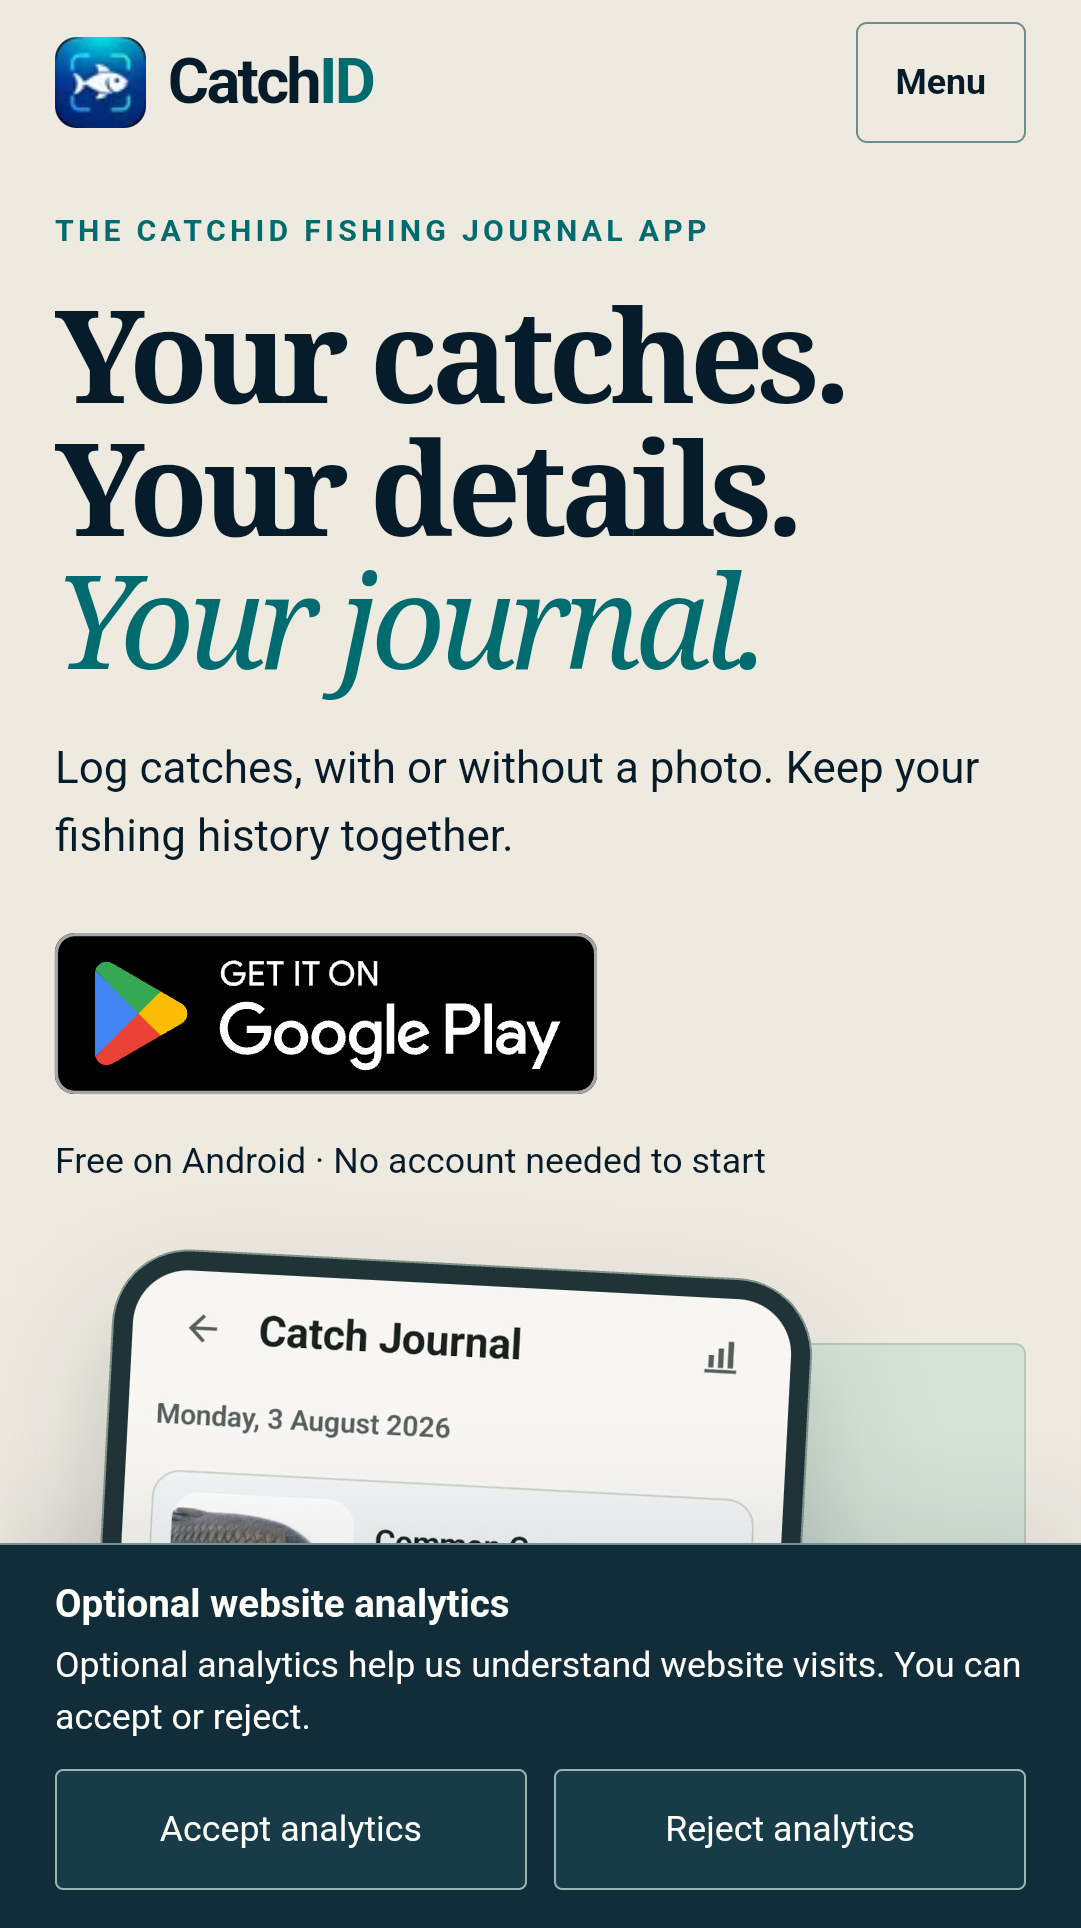 CatchID
Menu
THE CATCHID FISHING JOURNAL APP
Your catches.
Your details.
Your journal.
Log catches, with or without a photo. Keep your
fishing history together.
GET IT ON
Google Play
Free on Android · No account needed to start
Catch Journal
Monday, 3 August 2026
Common
Optional website analytics
Optional analytics help us understand website visits. You can
accept or reject.
Accept analytics
Reject analytics